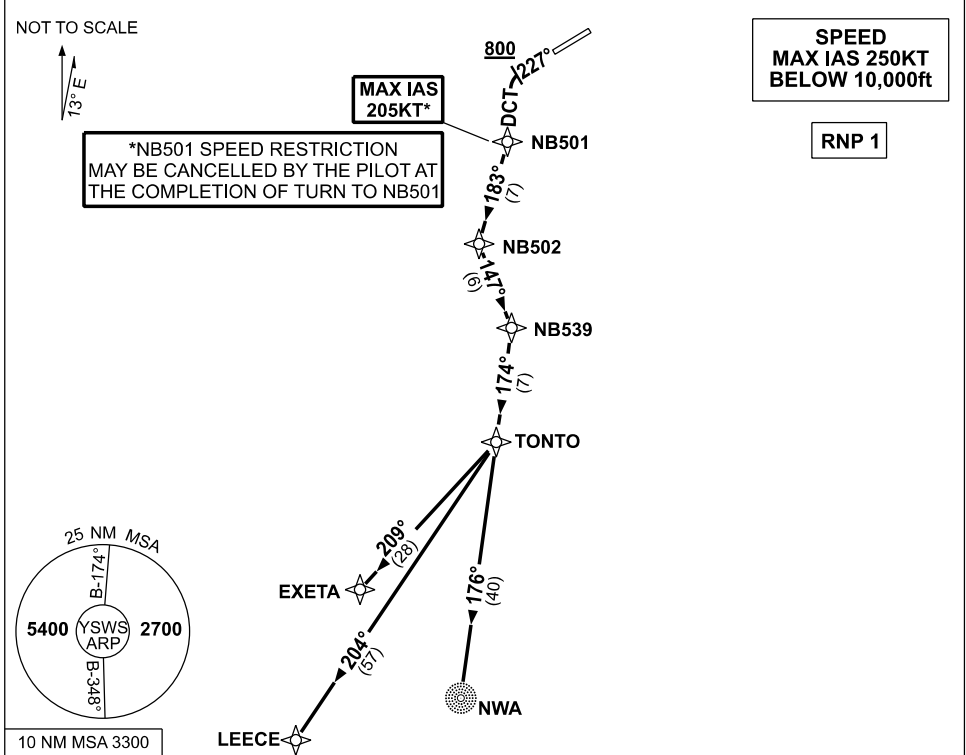 NOT TO SCALE
13° E
SPEED
MAX IAS 250KT
BELOW 10,000ft
RNP 1
800
227°
DCT
MAX IAS
205KT*
NB501
*NB501 SPEED RESTRICTION
MAY BE CANCELLED BY THE PILOT AT
THE COMPLETION OF TURN TO NB501
183°
(7)
NB502
147°
(6)
NB539
174°
(7)
TONTO
209°
(28)
EXETA
176°
(40)
204°
(57)
NWA
LEECE
25 NM MSA
B-174°
5400
YSWS
ARP
2700
B-348°
10 NM MSA 3300